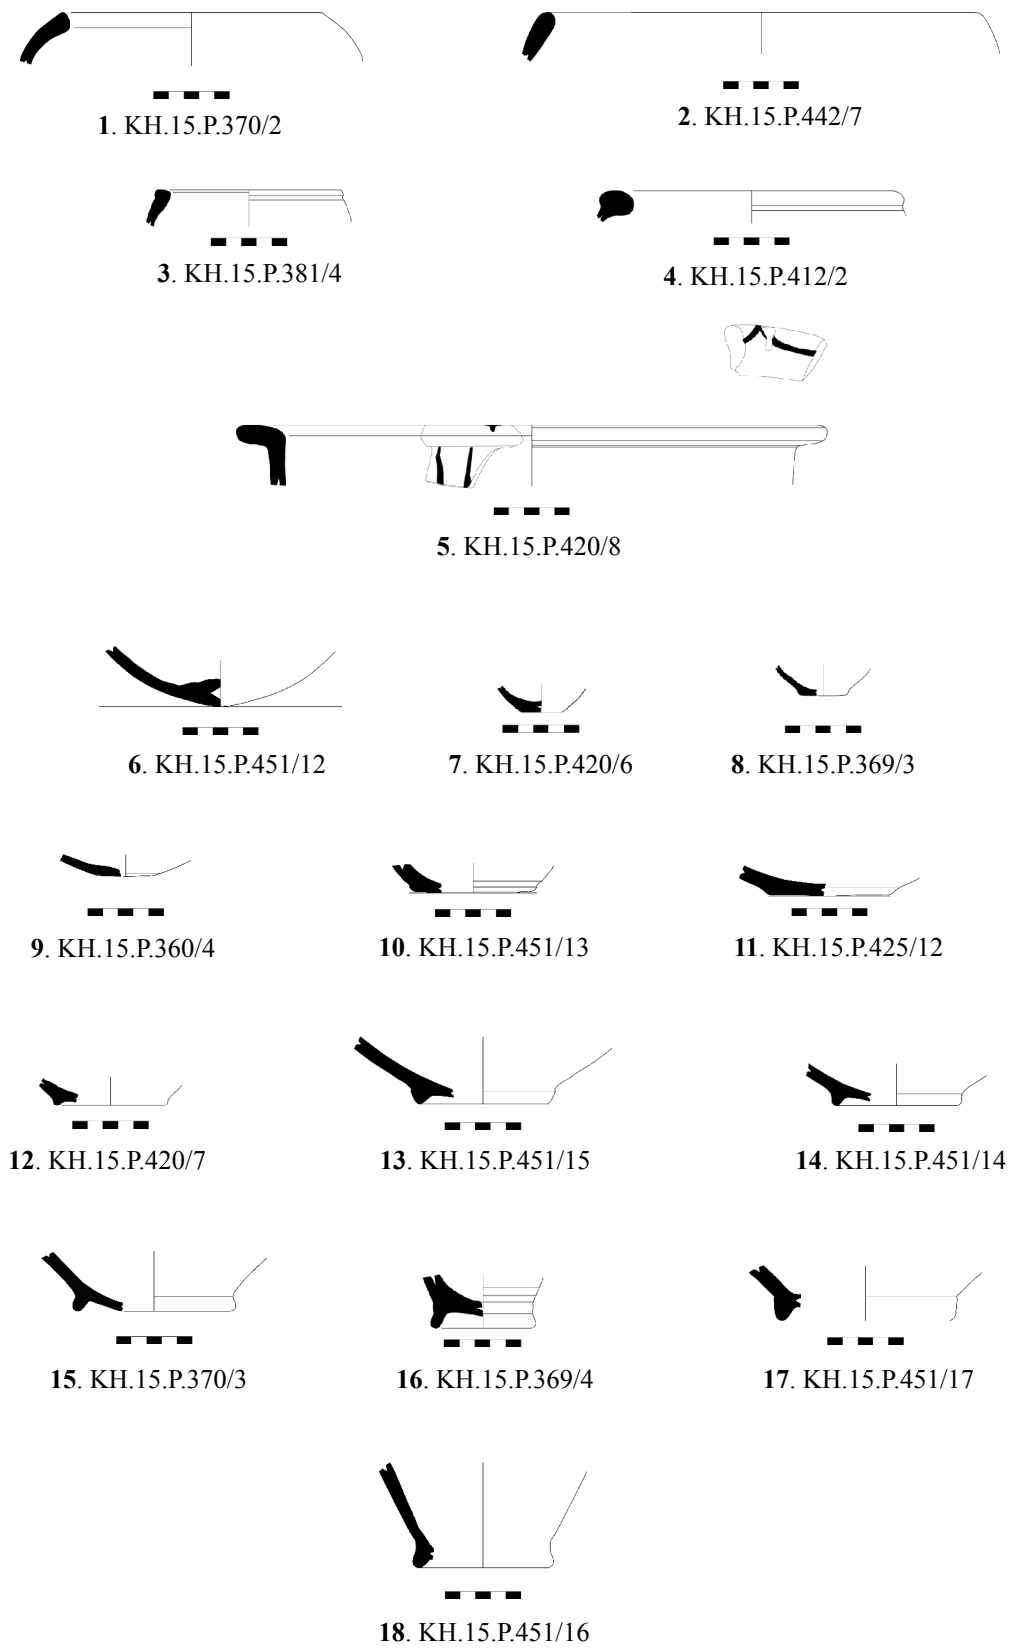 1. KH.15.P.370/2
2. KH.15.P.442/7
3. KH.15.P.381/4
4. KH.15.P.412/2
5. KH.15.P.420/8
6. KH.15.P.451/12
7. KH.15.P.420/6
8. KH.15.P.369/3
9. KH.15.P.360/4
10. KH.15.P.451/13
11. KH.15.P.425/12
12. KH.15.P.420/7
13. KH.15.P.451/15
14. KH.15.P.451/14
15. KH.15.P.370/3
16. KH.15.P.369/4
17. KH.15.P.451/17
18. KH.15.P.451/16